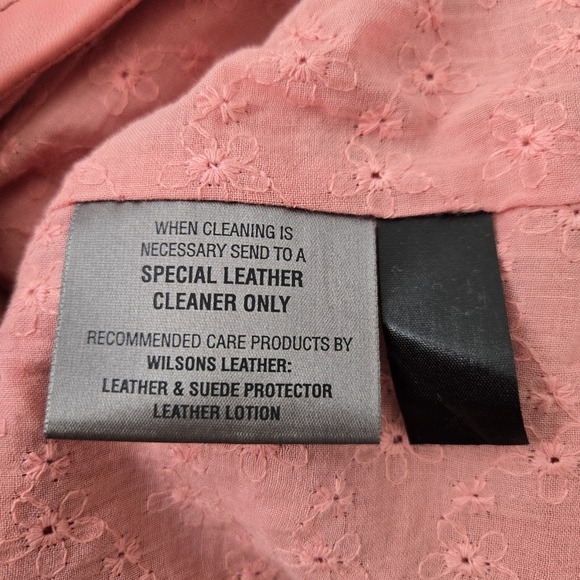 WHEN CLEANING IS
NECESSARY SEND TO A
SPECIAL LEATHER
CLEANER ONLY
RECOMMENDED CARE PRODUCTS BY
WILSONS LEATHER:
LEATHER & SUEDE PROTECTOR
LEATHER LOTION